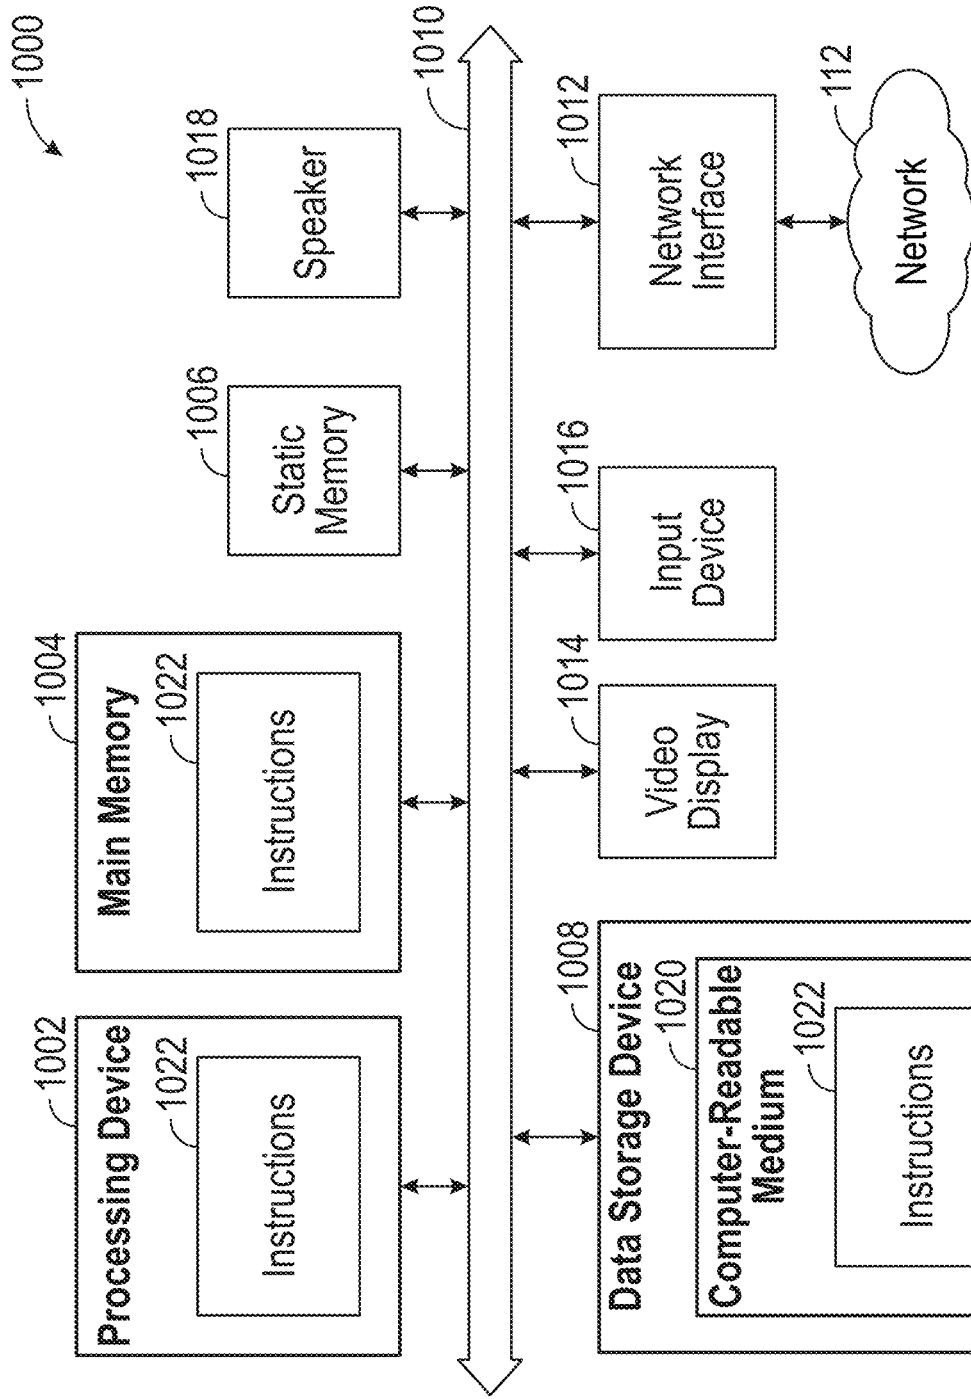 1000
1002
Processing Device
1022
Instructions
1004
Main Memory
1022
Instructions
1006
Static
Memory
1018
Speaker
1010
1008
Data Storage Device
1020
Computer-Readable
Medium
1022
Instructions
1014
Video
Display
1016
Input
Device
1012
Network
Interface
112
Network